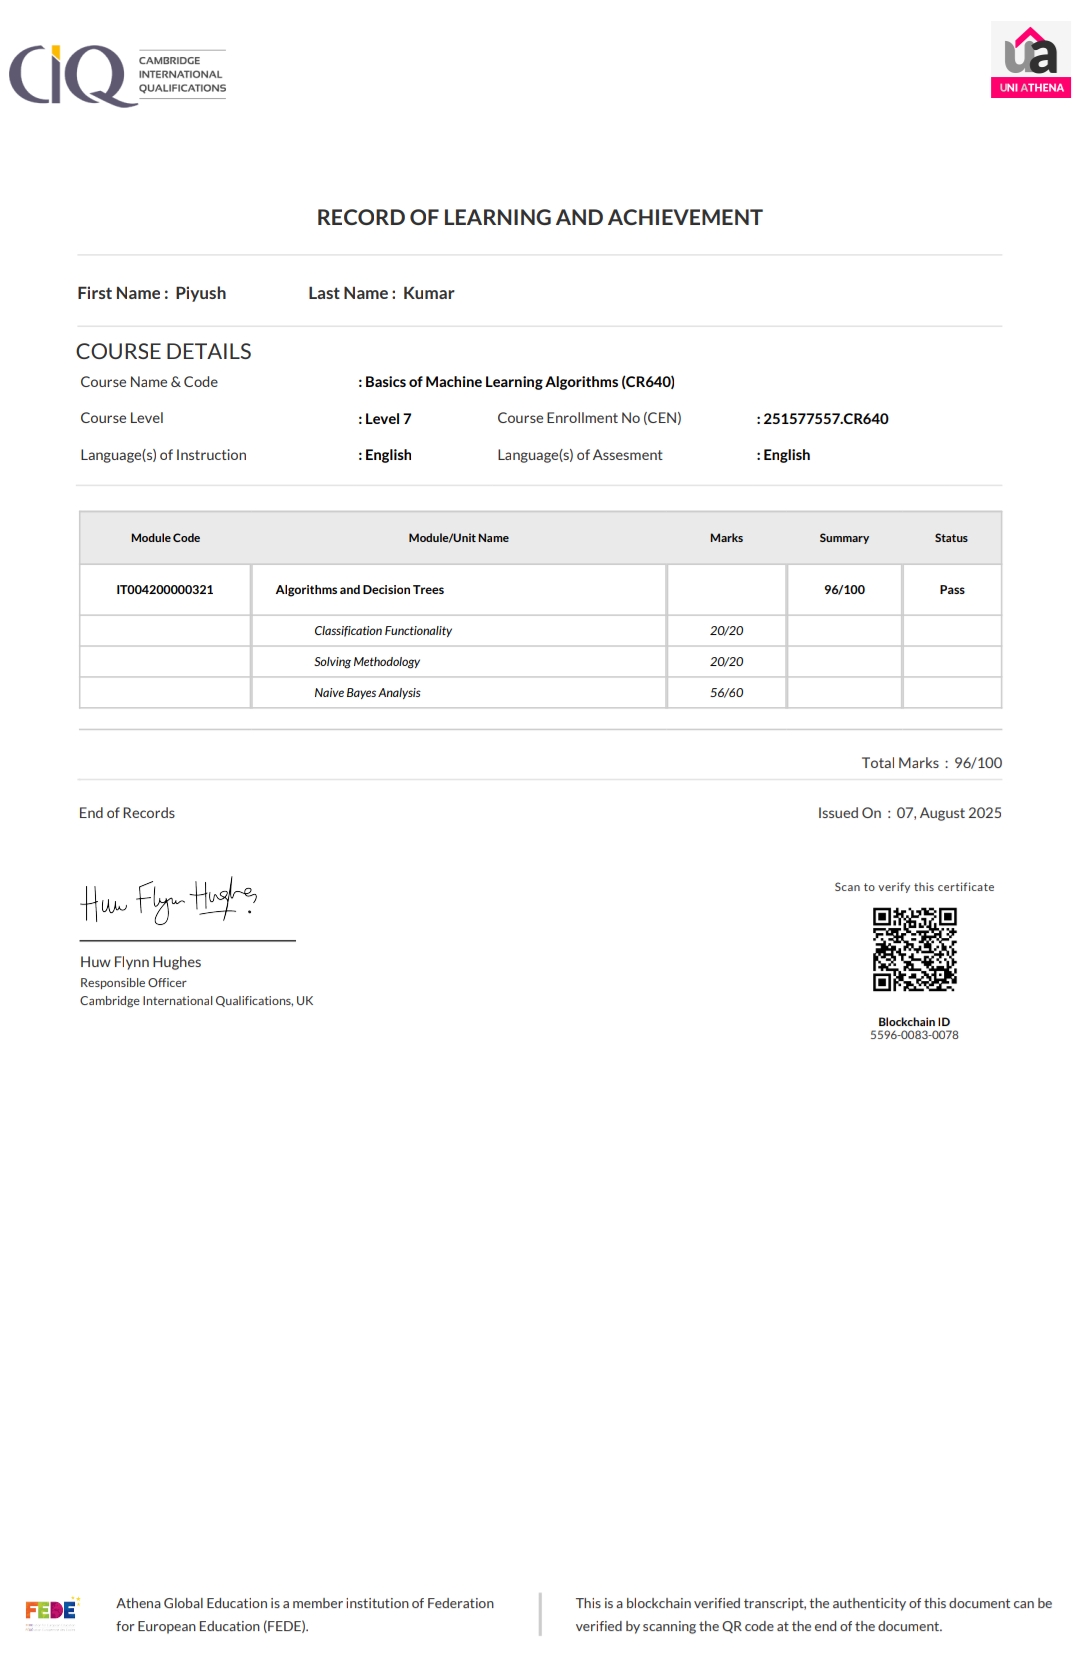 CIQ
CAMBRIDGE
INTERNATIONAL
QUALIFICATIONS
ua
UNI ATHENA
RECORD OF LEARNING AND ACHIEVEMENT
First Name : Piyush Last Name : Kumar
COURSE DETAILS
Course Name & Code : Basics of Machine Learning Algorithms (CR640)
Course Level : Level 7 Course Enrollment No (CEN) : 251577557.CR640
Language(s) of Instruction : English Language(s) of Assesment : English
Module Code Module/Unit Name Marks Summary Status
IT004200000321 Algorithms and Decision Trees 96/100 Pass
Classification Functionality 20/20
Solving Methodology 20/20
Naive Bayes Analysis 56/60
Total Marks : 96/100
End of Records Issued On : 07, August 2025
Huw Flynn Hughes
Scan to verify this certificate
Huw Flynn Hughes
Responsible Officer
Cambridge International Qualifications, UK
Blockchain ID
5596-0083-0078
FEDE
Athena Global Education is a member institution of Federation
for European Education (FEDE).
This is a blockchain verified transcript, the authenticity of this document can be
verified by scanning the QR code at the end of the document.